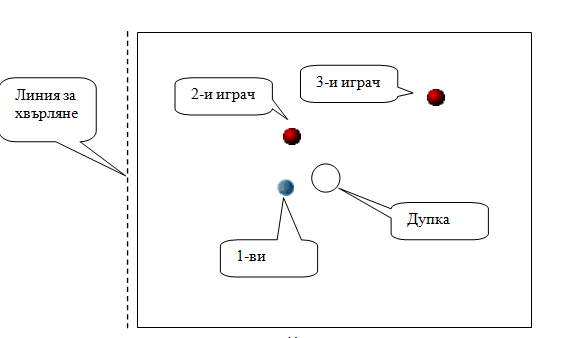 Линия за
хвърляне
2-и играч
3-и играч
Дупка
1-ви